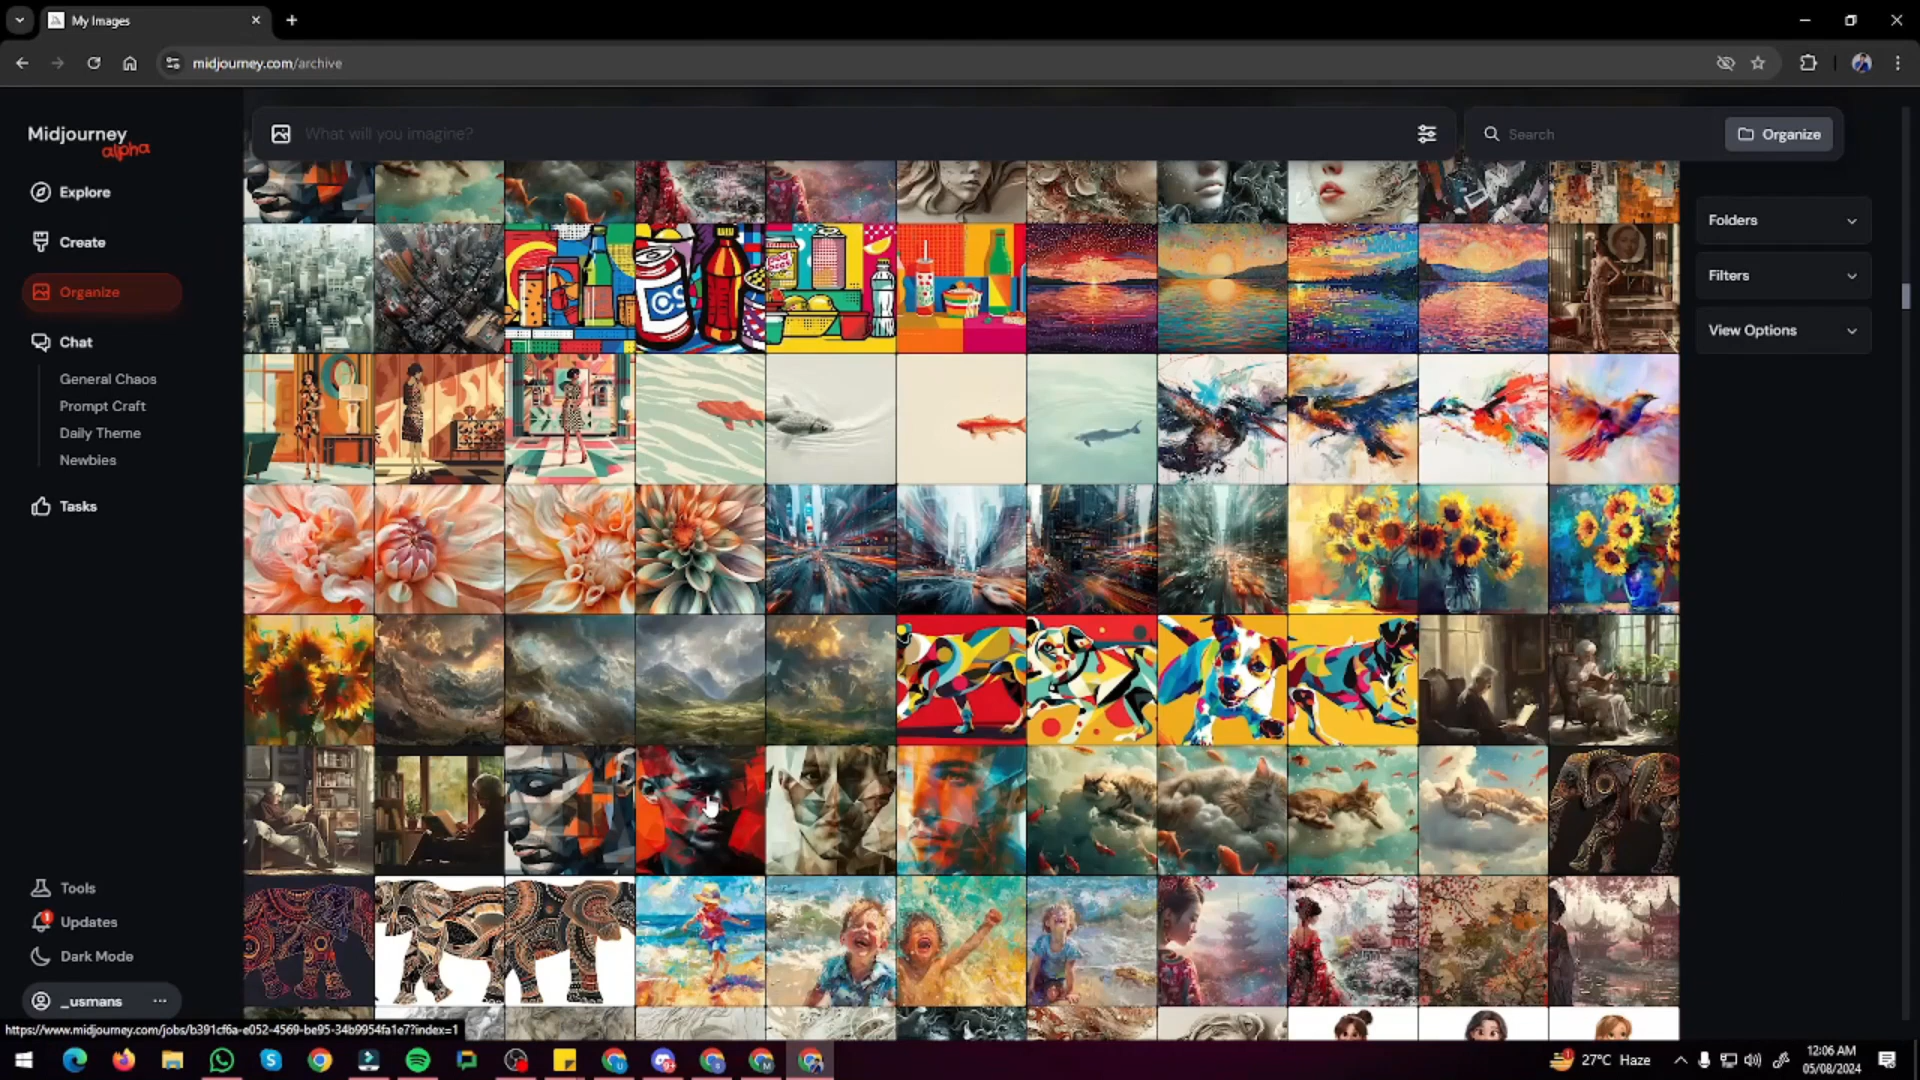 My Images
midjourney.com/archive
Midjourney
alpha
What will you imagine?
Search
Organize
Explore
Create
Organize
Chat
General Chaos
Prompt Craft
Daily Theme
Newbies
Tasks
Folders
Filters
View Options
Tools
Updates
1
Dark Mode
_usmans
https://www.midjourney.com/jobs/b391cf6a-e052-4569-be95-34b9954fa1e7?index=1
27°C Haze
12:06 AM
05/08/2024